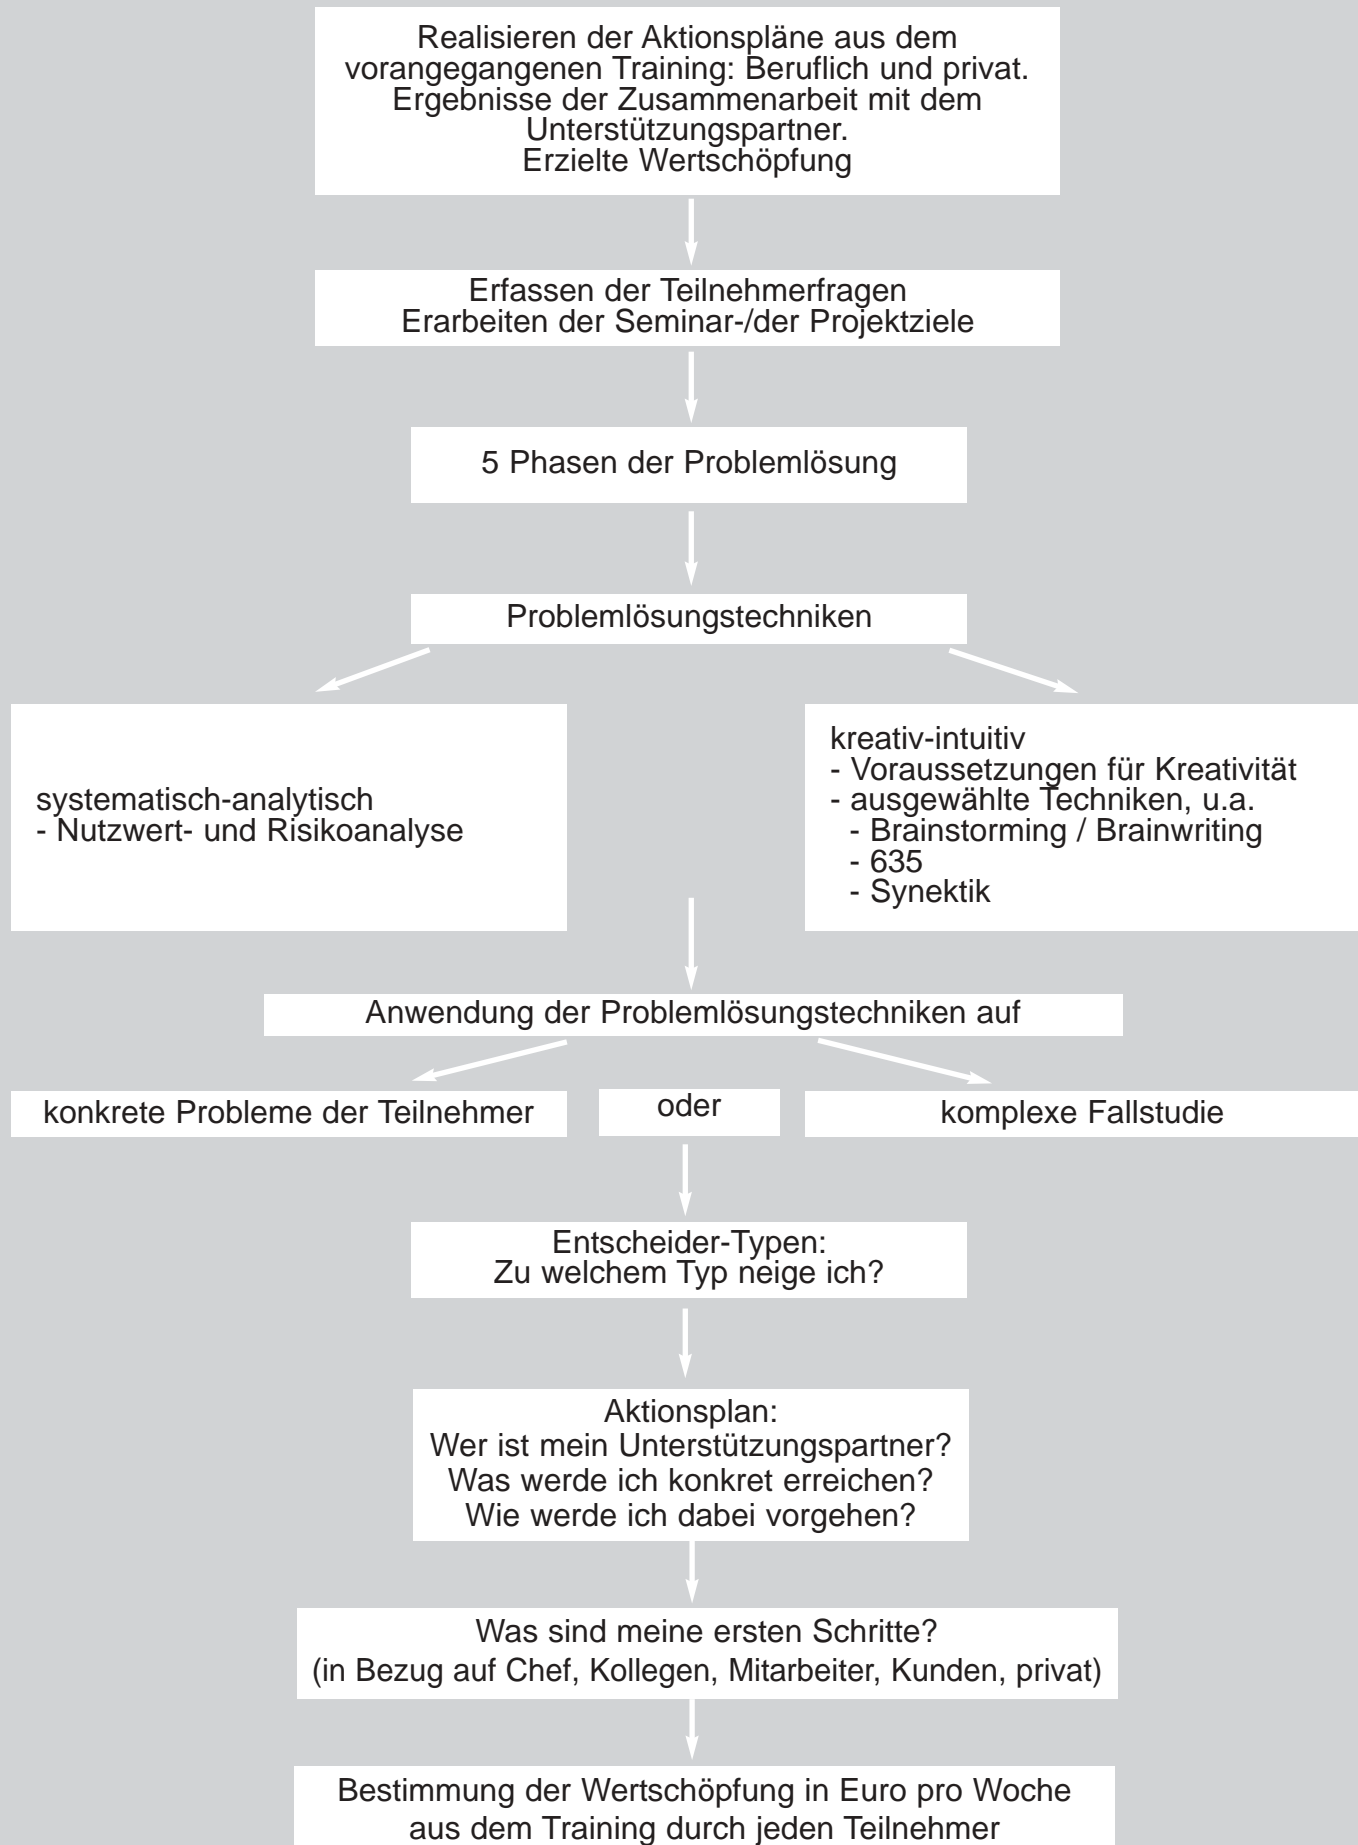 Realisieren der Aktionspläne aus dem
vorangegangenen Training: Beruflich und privat.
Ergebnisse der Zusammenarbeit mit dem
Unterstützungspartner.
Erzielte Wertschöpfung
Erfassen der Teilnehmerfragen
Erarbeiten der Seminar-/der Projektziele
5 Phasen der Problemlösung
Problemlösungstechniken
systematisch-analytisch
- Nutzwert- und Risikoanalyse
kreativ-intuitiv
- Voraussetzungen für Kreativität
- ausgewählte Techniken, u.a.
- Brainstorming / Brainwriting
- 635
- Synektik
Anwendung der Problemlösungstechniken auf
konkrete Probleme der Teilnehmer
oder
komplexe Fallstudie
Entscheider-Typen:
Zu welchem Typ neige ich?
Aktionsplan:
Wer ist mein Unterstützungspartner?
Was werde ich konkret erreichen?
Wie werde ich dabei vorgehen?
Was sind meine ersten Schritte?
(in Bezug auf Chef, Kollegen, Mitarbeiter, Kunden, privat)
Bestimmung der Wertschöpfung in Euro pro Woche
aus dem Training durch jeden Teilnehmer